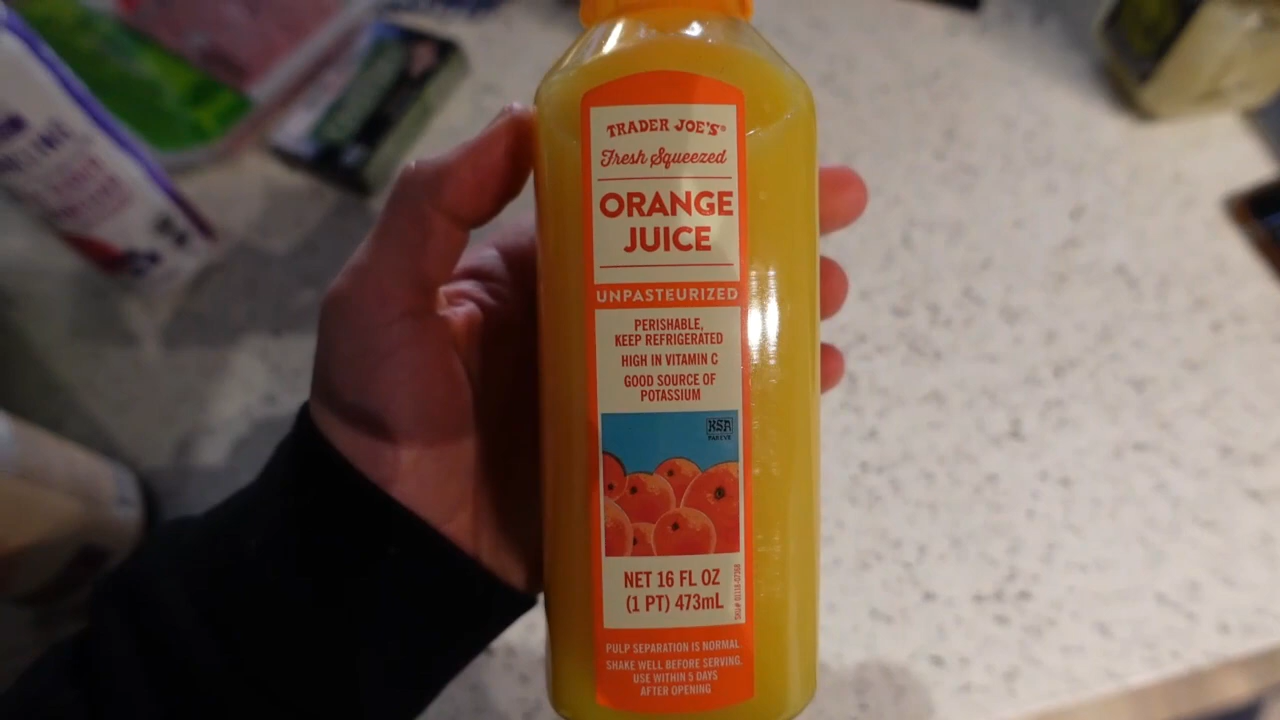 TRADER JOE'S®
Fresh Squeezed
ORANGE
JUICE
UNPASTEURIZED
PERISHABLE,
KEEP REFRIGERATED
HIGH IN VITAMIN C
GOOD SOURCE OF
POTASSIUM
KSA
PAREVE
NET 16 FL OZ
(1 PT) 473mL
PULP SEPARATION IS NORMAL.
SHAKE WELL BEFORE SERVING.
USE WITHIN 5 DAYS
AFTER OPENING